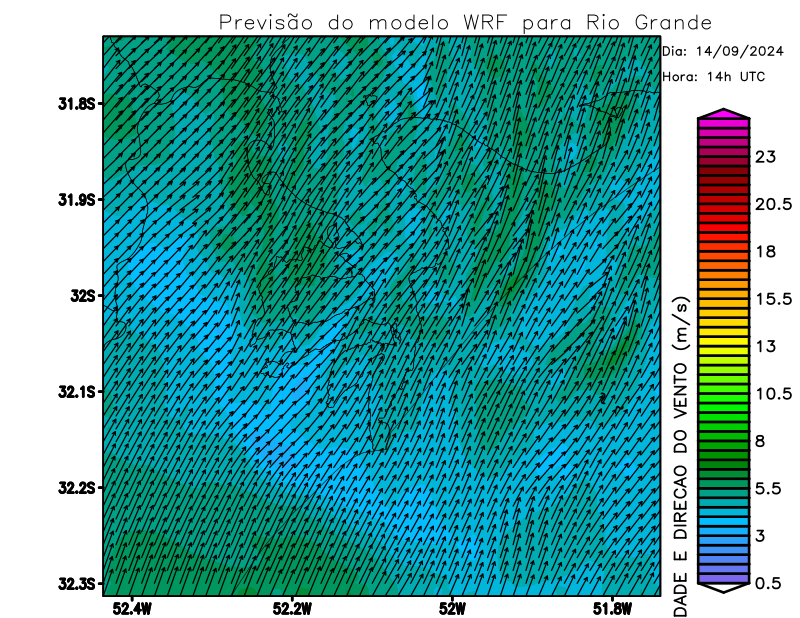 Previsão do modelo WRF para Rio Grande
Dia: 14/09/2024
Hora: 14h UTC
31.8S
31.9S
32S
32.1S
32.2S
32.3S
52.4W
52.2W
52W
51.8W
23
20.5
18
15.5
13
10.5
8
5.5
3
0.5
DADE E DIRECAO DO VENTO (m/s)